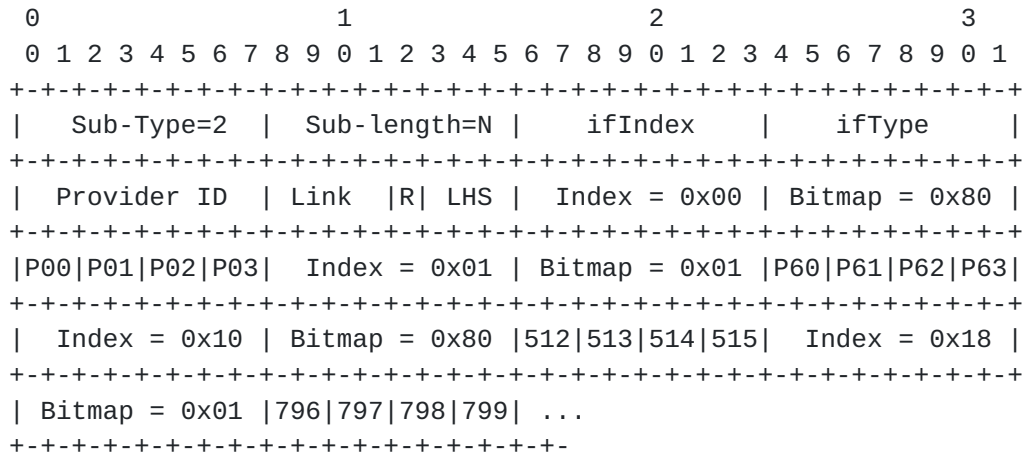 0                   1                   2                   3
 0 1 2 3 4 5 6 7 8 9 0 1 2 3 4 5 6 7 8 9 0 1 2 3 4 5 6 7 8 9 0 1
+-+-+-+-+-+-+-+-+-+-+-+-+-+-+-+-+-+-+-+-+-+-+-+-+-+-+-+-+-+-+-+-+
|   Sub-Type=2  | Sub-length=N  |    ifIndex    |    ifType     |
+-+-+-+-+-+-+-+-+-+-+-+-+-+-+-+-+-+-+-+-+-+-+-+-+-+-+-+-+-+-+-+-+
|  Provider ID  | Link  |R| LHS |  Index = 0x00 | Bitmap = 0x80 |
+-+-+-+-+-+-+-+-+-+-+-+-+-+-+-+-+-+-+-+-+-+-+-+-+-+-+-+-+-+-+-+-+
|P00|P01|P02|P03|  Index = 0x01 | Bitmap = 0x01 |P60|P61|P62|P63|
+-+-+-+-+-+-+-+-+-+-+-+-+-+-+-+-+-+-+-+-+-+-+-+-+-+-+-+-+-+-+-+-+
|  Index = 0x10 | Bitmap = 0x80 |512|513|514|515|  Index = 0x18 |
+-+-+-+-+-+-+-+-+-+-+-+-+-+-+-+-+-+-+-+-+-+-+-+-+-+-+-+-+-+-+-+-+
| Bitmap = 0x01 |796|797|798|799| ...
+-+-+-+-+-+-+-+-+-+-+-+-+-+-+-+-+-+-